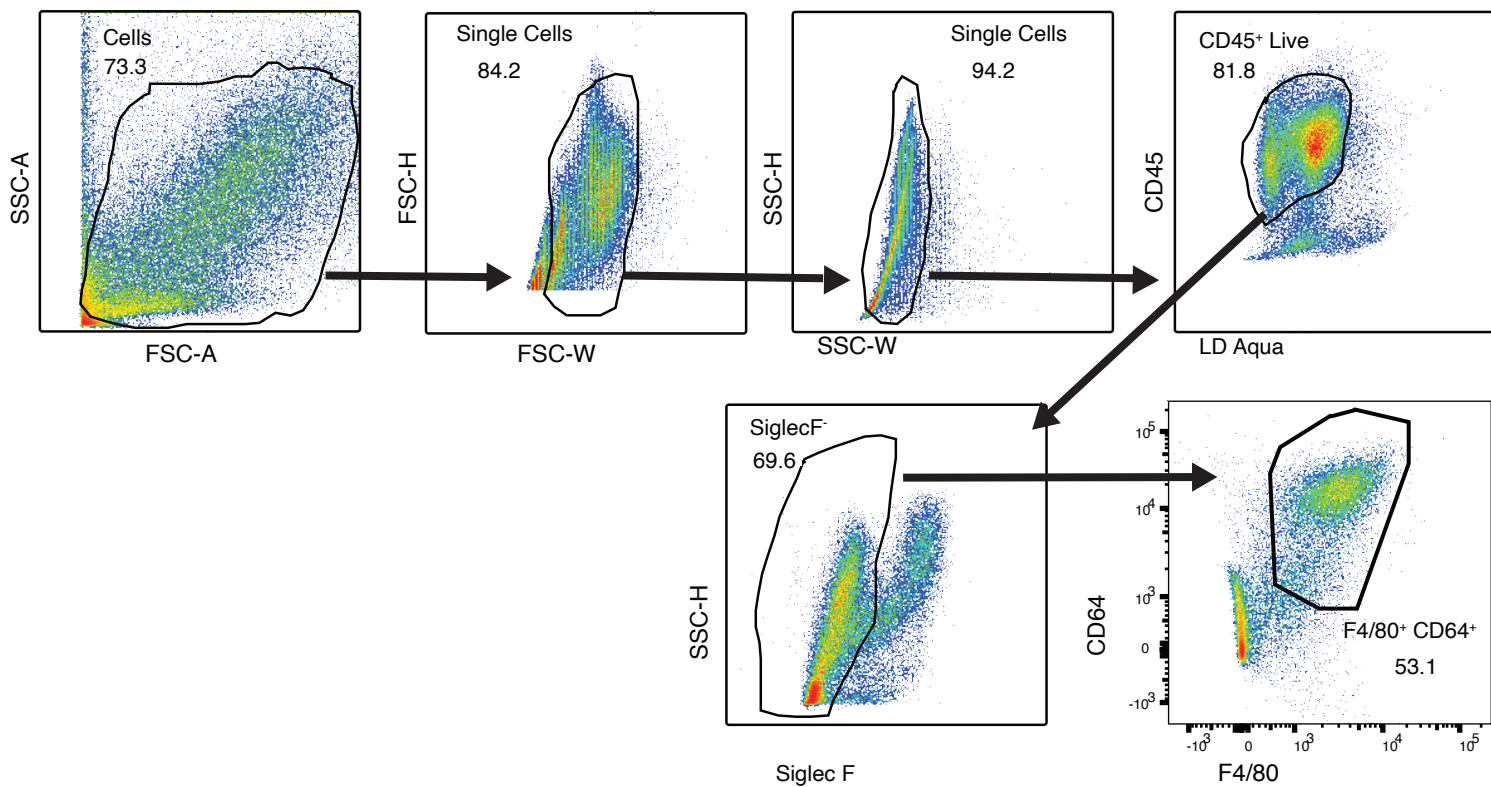 Cells
73.3
SSC-A
FSC-A
Single Cells
84.2
FSC-H
FSC-W
Single Cells
94.2
SSC-H
SSC-W
CD45⁺ Live
81.8
CD45
LD Aqua
SiglecF⁻
69.6
SSC-H
Siglec F
10⁵
10⁴
10³
0
-10³
CD64
F4/80⁺ CD64⁺
53.1
-10³ 0 10³ 10⁴ 10⁵
F4/80